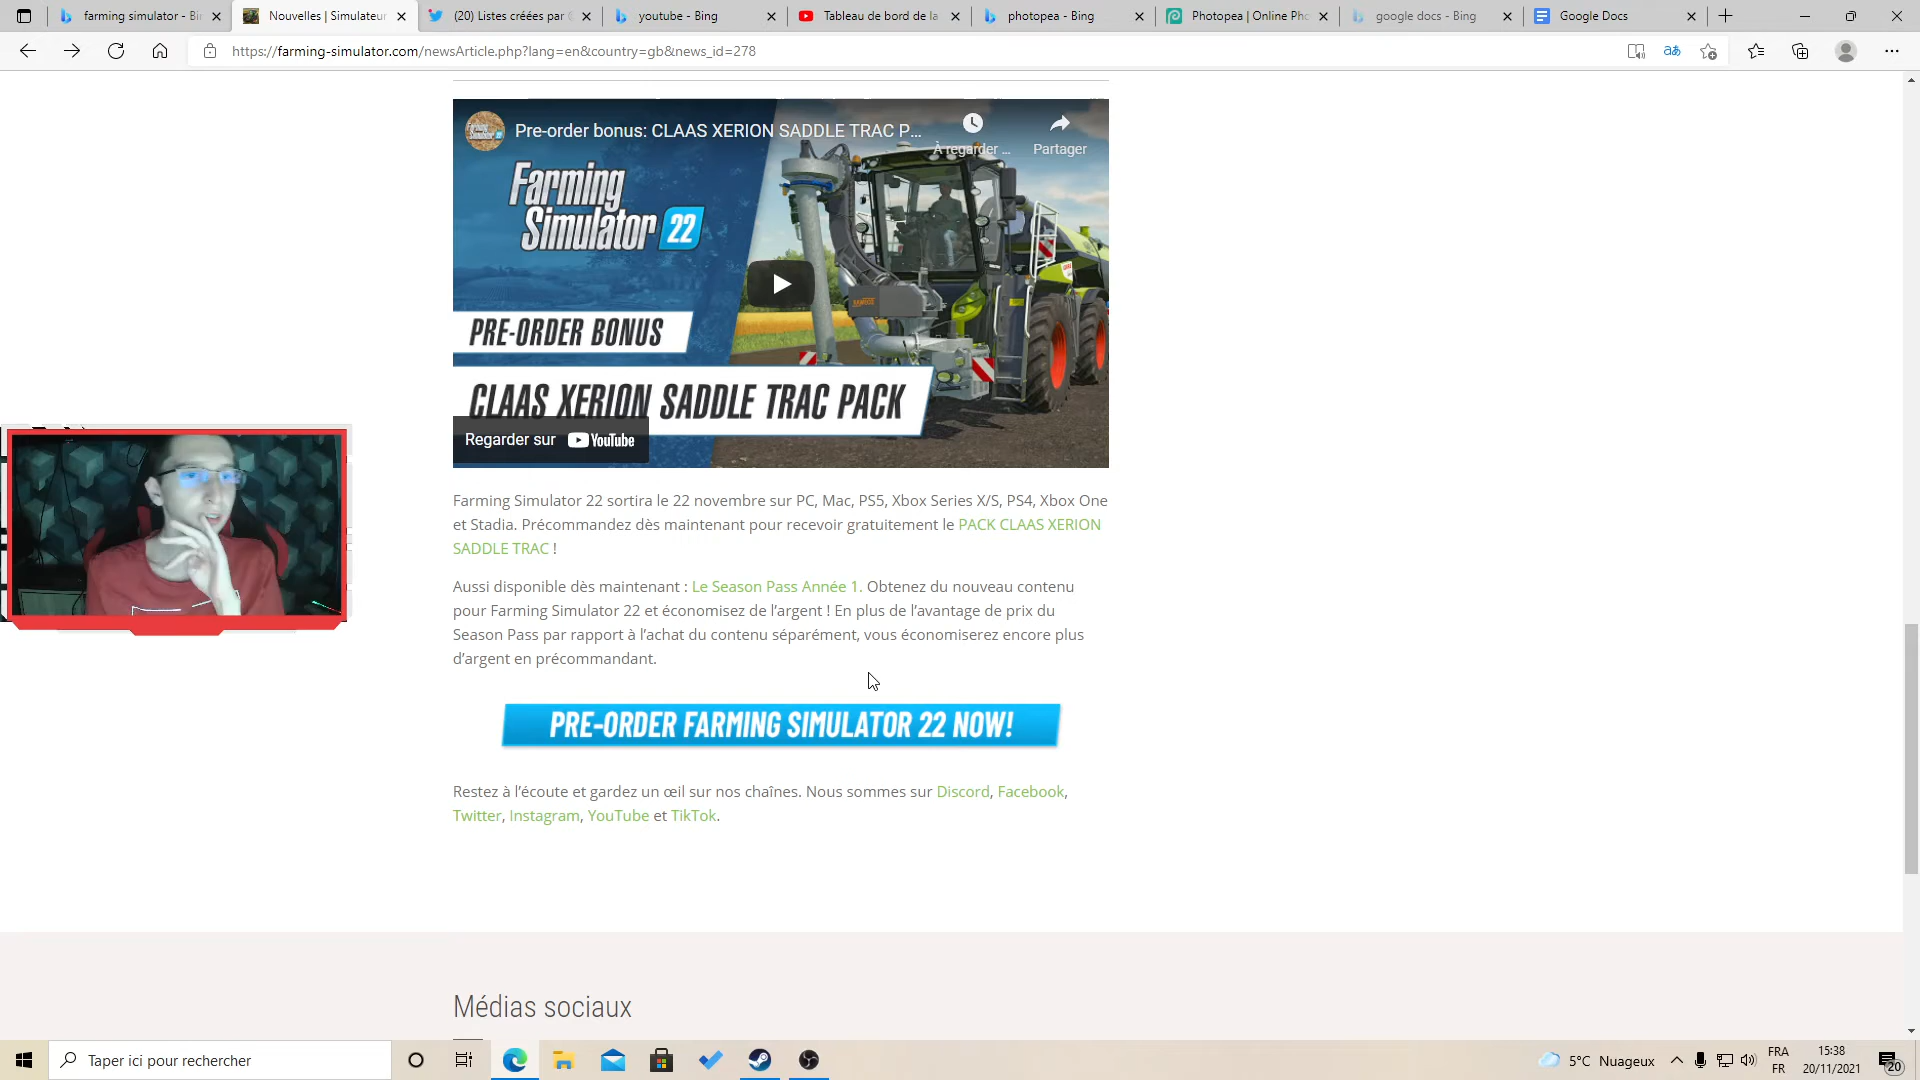 farming simulator - Bi
Nouvelles | Simulateur
(20) Listes créées par
youtube - Bing
Tableau de bord de la
photopea - Bing
Photopea | Online Pho
google docs - Bing
Google Docs
https://farming-simulator.com/newsArticle.php?lang=en&country=gb&news_id=278
Pre-order bonus: CLAAS XERION SADDLE TRAC P...
À regarder ...
Partager
Farming
Simulator 22
PRE-ORDER BONUS
CLAAS XERION SADDLE TRAC PACK
Regarder sur YouTube
Farming Simulator 22 sortira le 22 novembre sur PC, Mac, PS5, Xbox Series X/S, PS4, Xbox One
et Stadia. Précommandez dès maintenant pour recevoir gratuitement le PACK CLAAS XERION
SADDLE TRAC !
Aussi disponible dès maintenant : Le Season Pass Année 1. Obtenez du nouveau contenu
pour Farming Simulator 22 et économisez de l’argent ! En plus de l’avantage de prix du
Season Pass par rapport à l’achat du contenu séparément, vous économiserez encore plus
d’argent en précommandant.
PRE-ORDER FARMING SIMULATOR 22 NOW!
Restez à l’écoute et gardez un œil sur nos chaînes. Nous sommes sur Discord, Facebook,
Twitter, Instagram, YouTube et TikTok.
Médias sociaux
Taper ici pour rechercher
5°C Nuageux
FRA
FR
15:38
20/11/2021
20